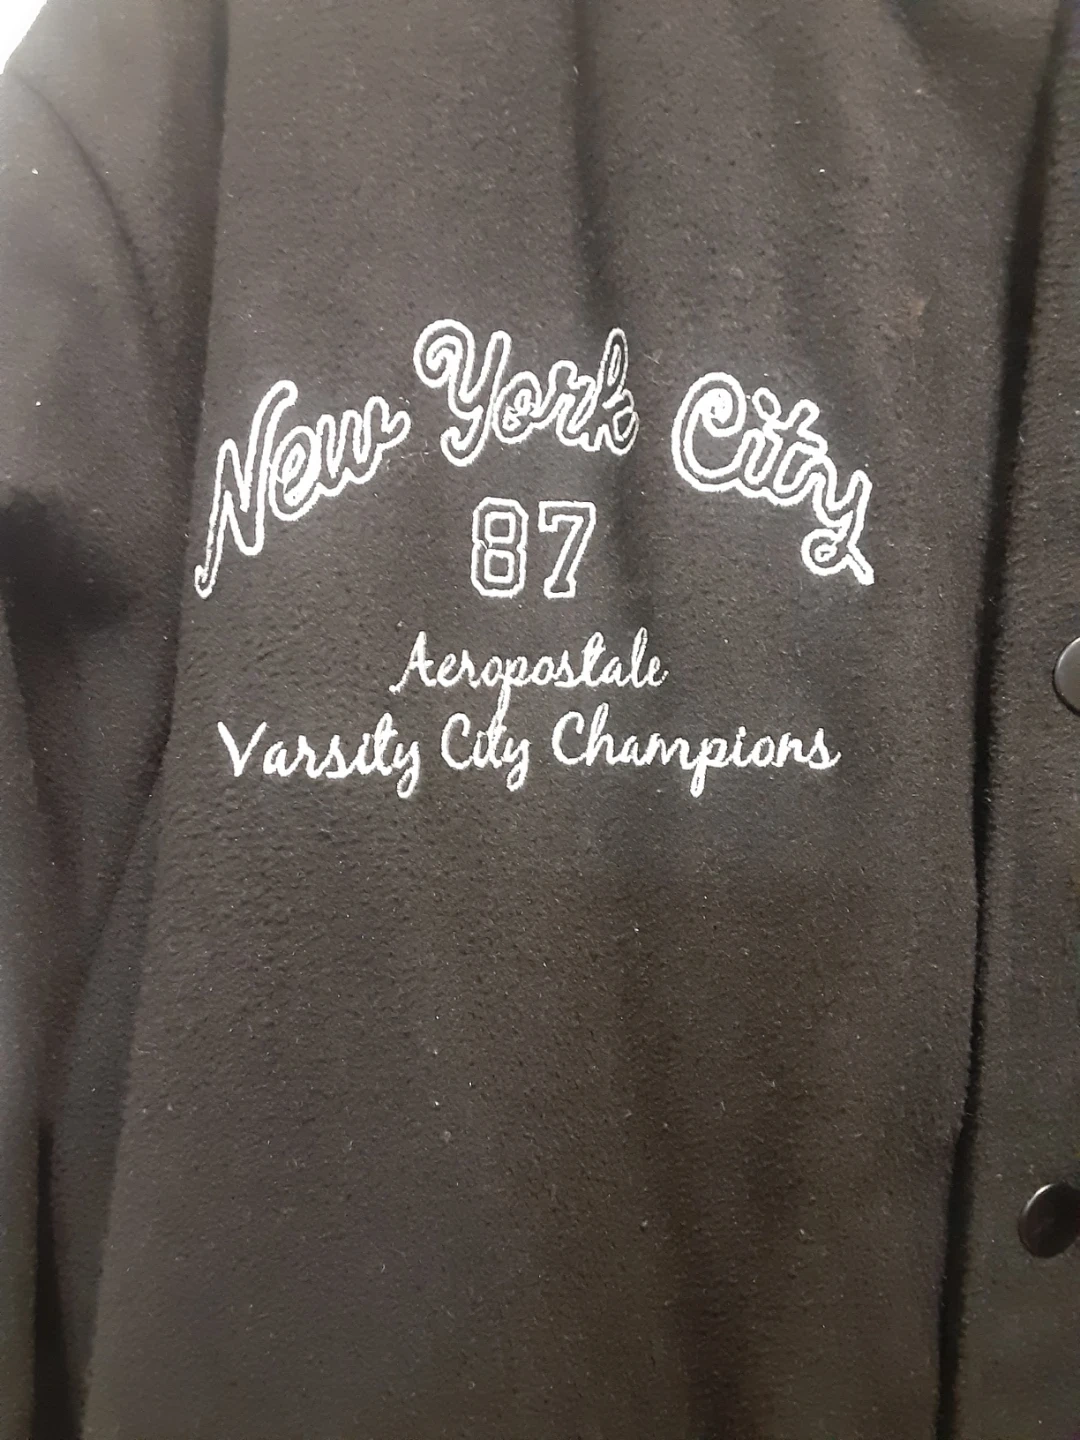 New York City
87
Aeropostale
Varsity City Champions